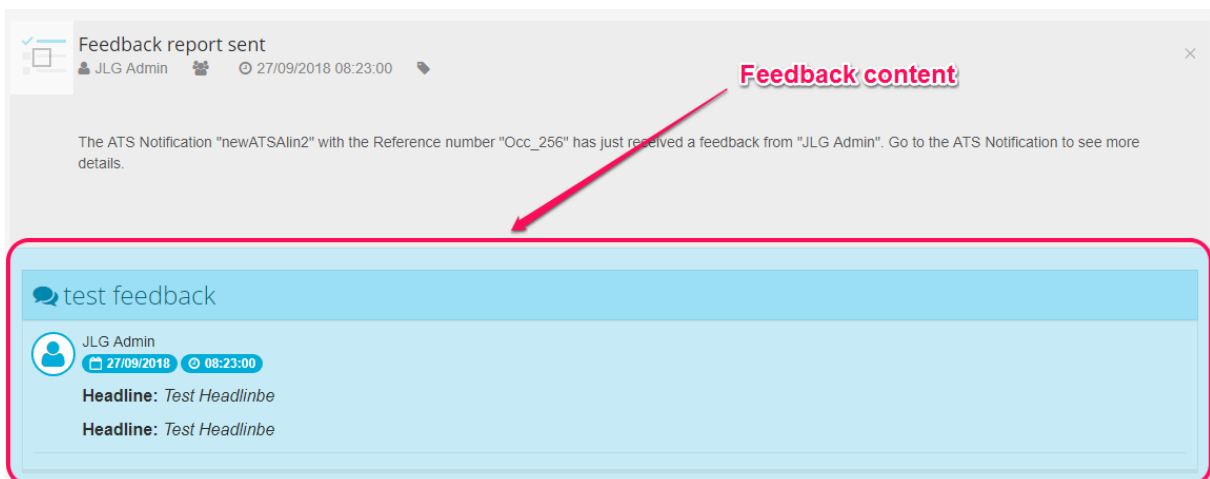 Feedback report sent
JLG Admin 27/09/2018 08:23:00
×
Feedback content
The ATS Notification "newATSAlin2" with the Reference number "Occ_256" has just received a feedback from "JLG Admin". Go to the ATS Notification to see more
details.
test feedback
JLG Admin
27/09/2018 08:23:00
Headline: Test Headlinbe
Headline: Test Headlinbe